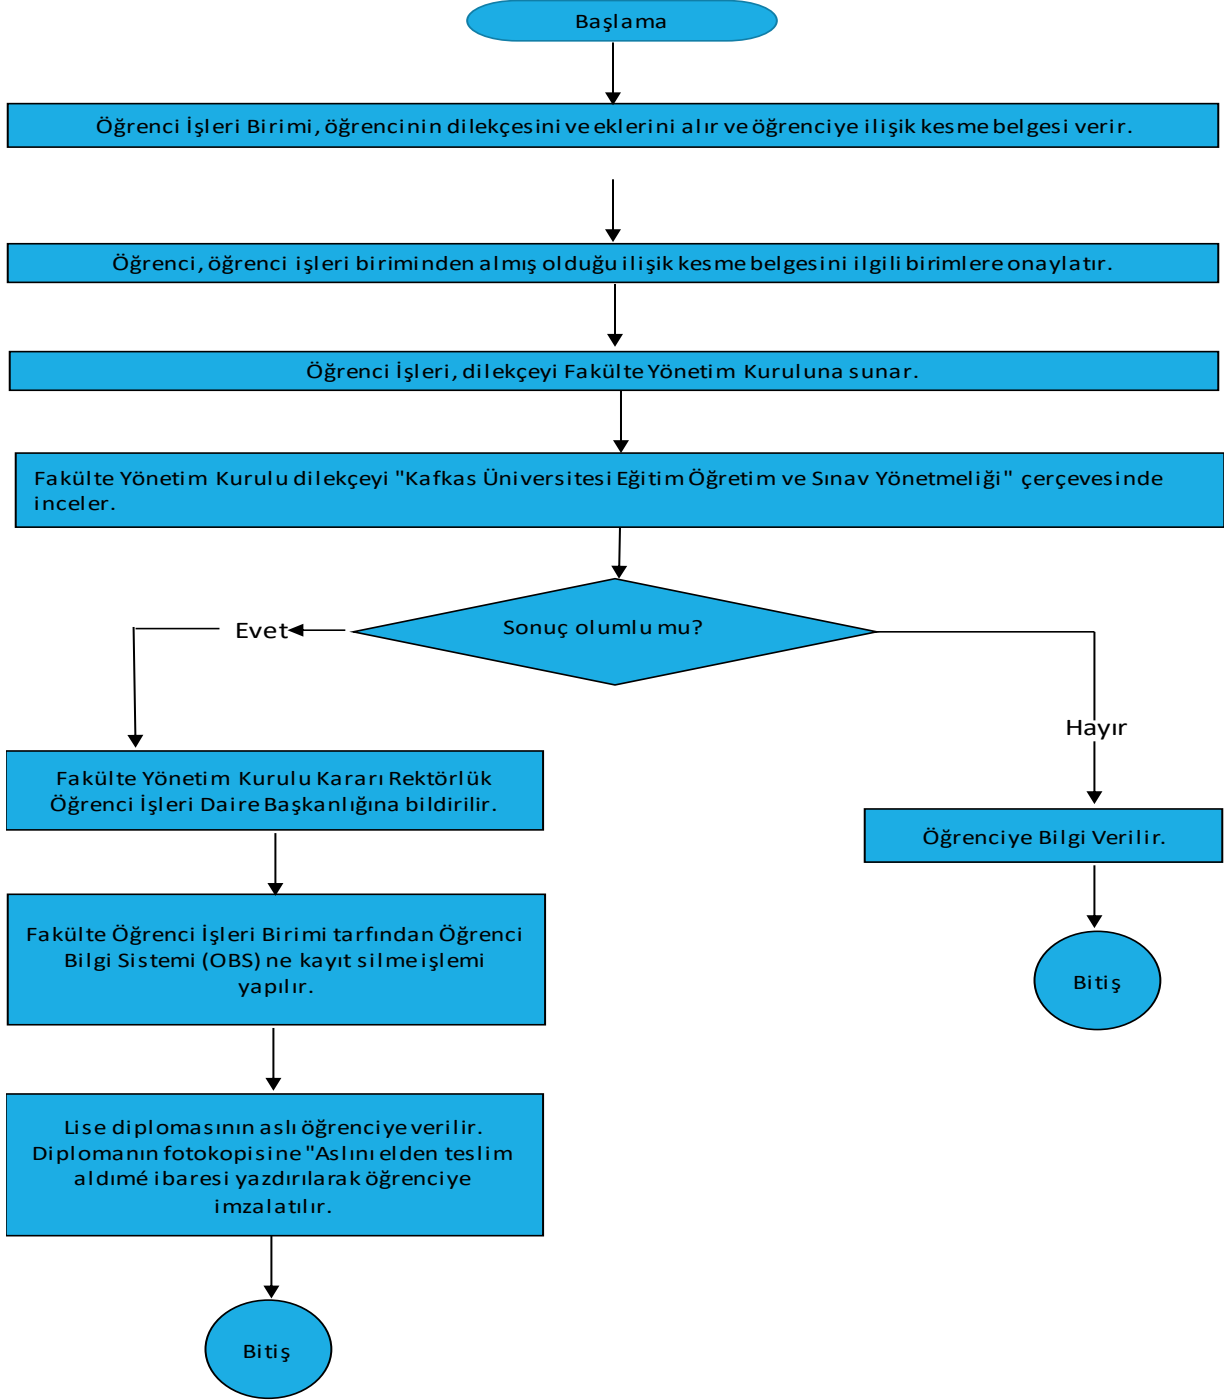 Başlama
Öğrenci İşleri Birimi, öğrencinin dilekçesini ve eklerini alır ve öğrenciye ilişik kesme belgesi verir.
Öğrenci, öğrenci işleri biriminden almış olduğu ilişik kesme belgesini ilgili birimlere onaylatır.
Öğrenci İşleri, dilekçeyi Fakülte Yönetim Kuruluna sunar.
Fakülte Yönetim Kurulu dilekçeyi "Kafkas Üniversitesi Eğitim Öğretim ve Sınav Yönetmeliği" çerçevesinde
inceler.
Sonuç olumlu mu?
Evet
Hayır
Fakülte Yönetim Kurulu Kararı Rektörlük
Öğrenci İşleri Daire Başkanlığına bildirilir.
Öğrenciye Bilgi Verilir.
Fakülte Öğrenci İşleri Birimi tarfından Öğrenci
Bilgi Sistemi (OBS) ne kayıt silme işlemi
yapılır.
Bitiş
Lise diplomasının aslı öğrenciye verilir.
Diplomanın fotokopisine "Aslını elden teslim
aldımé ibaresi yazdırılarak öğrenciye
imzalatılır.
Bitiş